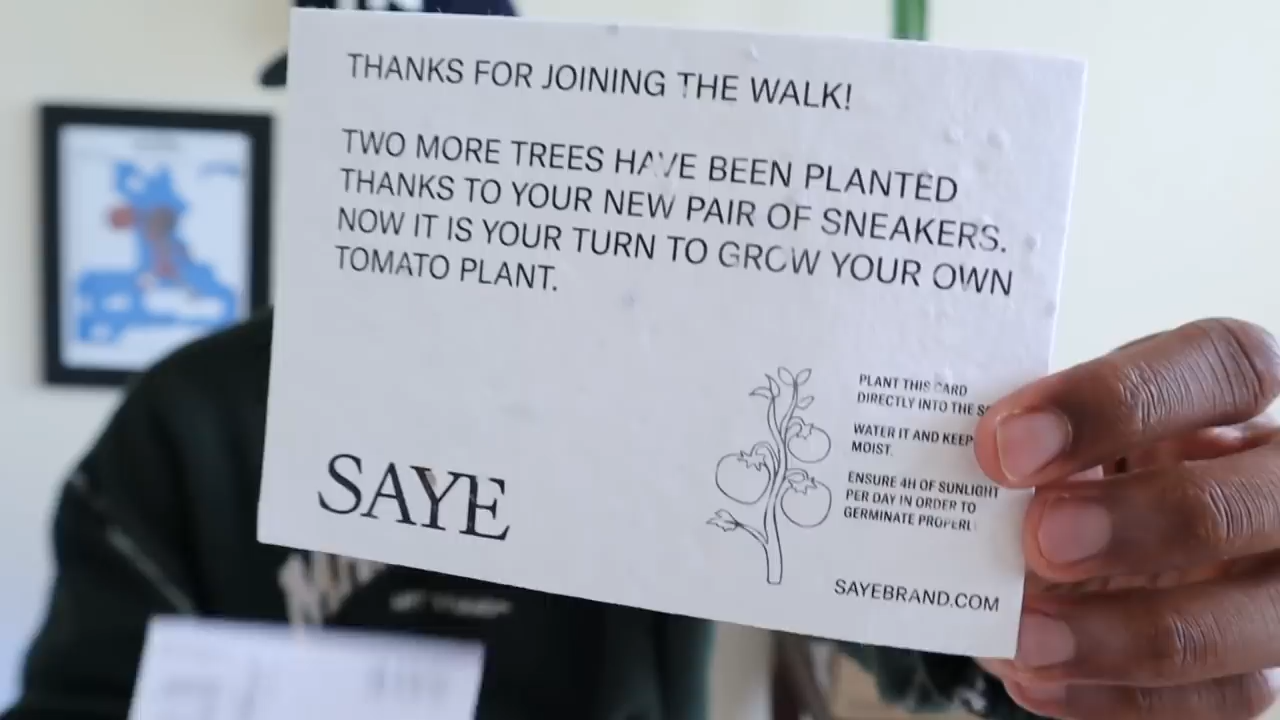 THANKS FOR JOINING THE WALK!
TWO MORE TREES HAVE BEEN PLANTED
THANKS TO YOUR NEW PAIR OF SNEAKERS.
NOW IT IS YOUR TURN TO GROW YOUR OWN
TOMATO PLANT.
PLANT THIS CARD
DIRECTLY INTO THE
WATER IT AND KEEP
MOIST.
ENSURE 4H OF SUNLIGHT
PER DAY IN ORDER TO
GERMINATE PROPERL
SAYE
SAYEBRAND.COM